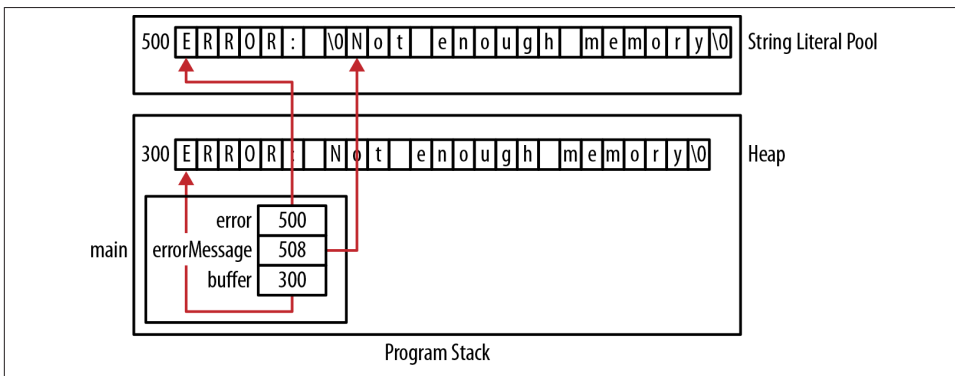 500 E R R O R : \0 N o t e n o u g h m e m o r y \0 String Literal Pool
300 E R R O R : N o t e n o u g h m e m o r y \0 Heap
error 500
main errorMessage 508
buffer 300
Program Stack